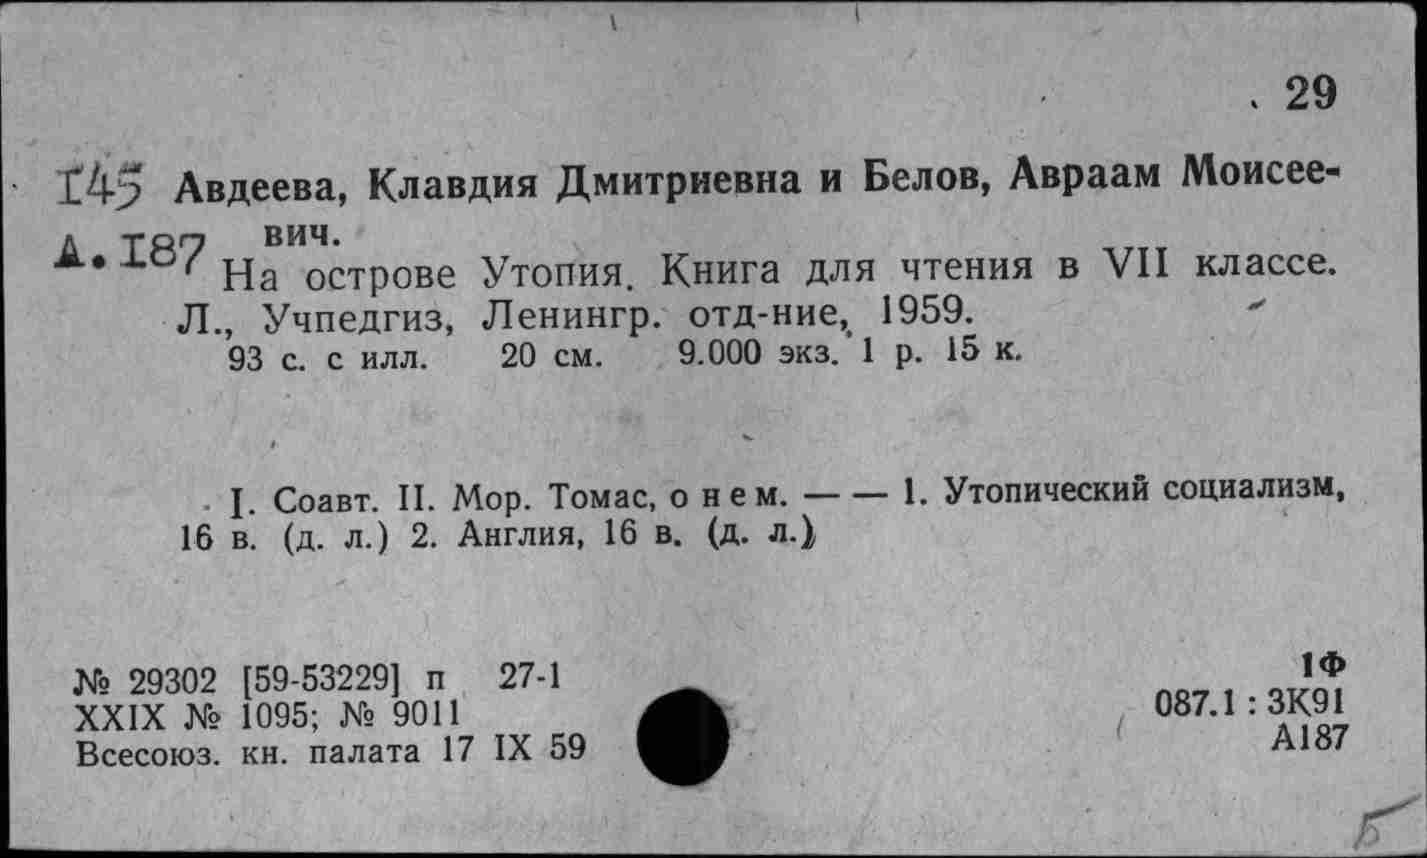 29
I45 Авдеева, Клавдия Дмитриевна и Белов, Авраам Моисее-
А.I87 вич.
На острове Утопия. Книга для чтения в VII классе.
Л., Учпедгиз, Ленингр. отд-ние, 1959.
93 с. с илл. 20 см. 9.000 экз. 1 р. 15 к.
I. Соавт. II. Мор. Томас, о нем. — — 1. Утопический социализм,
16 в. (д. л.) 2. Англия, 16 в. (д. л.)
№ 29302 [59-53229] п 27-1
XXIX № 1095; № 9011
Всесоюз. кн. палата 17 IX 59
1Ф
087.1 : 3К91
А187
Б